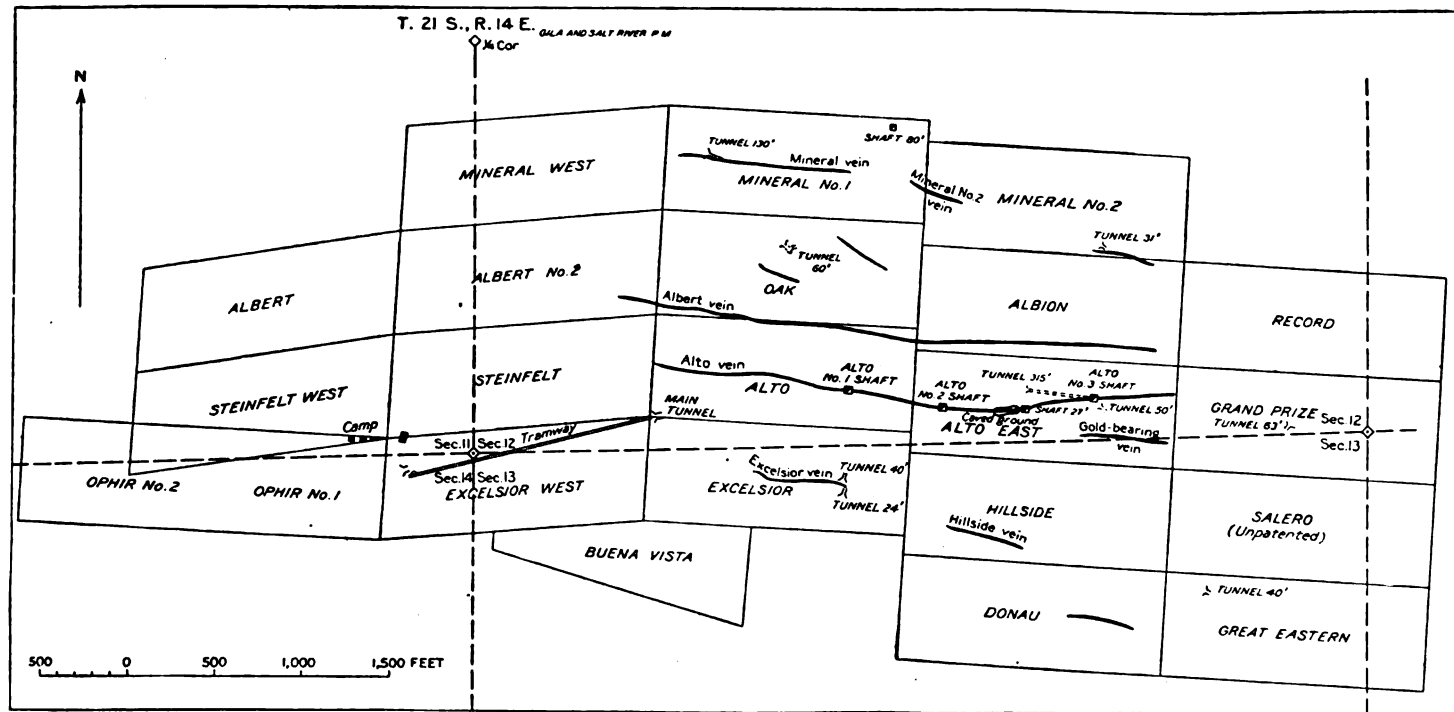 T. 21 S., R. 14 E. GILA AND SALT RIVER P M
¼ Cor
N
SHAFT 80'
TUNNEL 130'
Mineral vein
MINERAL WEST
MINERAL No. 1
Mineral No. 2
vein
MINERAL No. 2
TUNNEL 31'
TUNNEL
60'
ALBERT No. 2
OAK
ALBERT
Albert vein
ALBION
RECORD
Alto vein
ALTO
No. 1 SHAFT
TUNNEL 315'
ALTO
No. 3 SHAFT
STEINFELT
ALTO
ALTO
No. 2 SHAFT
STEINFELT WEST
MAIN
TUNNEL
SHAFT 27'
TUNNEL 50'
Caved Ground
ALTO EAST
GRAND PRIZE
Sec. 12
TUNNEL 63'
Camp
Gold-bearing
vein
Sec. 11
Sec. 12
Tramway
Sec. 13
Sec. 14
Sec. 13
OPHIR No. 2
OPHIR No. 1
EXCELSIOR WEST
Excelsior vein
TUNNEL 40'
EXCELSIOR
TUNNEL 24'
HILLSIDE
Hillside vein
SALERO
(Unpatented)
BUENA VISTA
TUNNEL 40'
DONAU
GREAT EASTERN
500 0 500 1,000 1,500 FEET